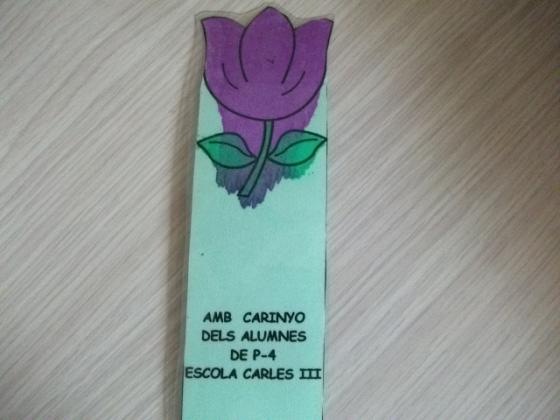 AMB CARINYO
DELS ALUMNES
DE P-4
ESCOLA CARLES III